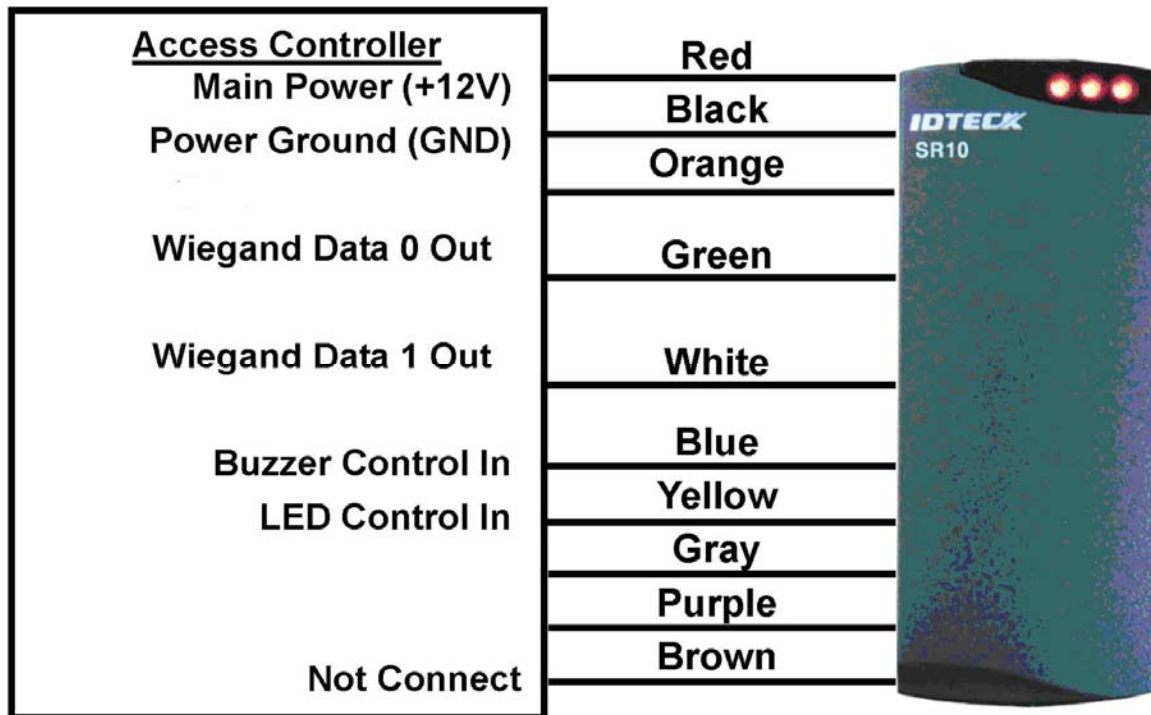 Access Controller
Main Power (+12V)
Red
Power Ground (GND)
Black
Orange
Wiegand Data 0 Out
Green
Wiegand Data 1 Out
White
Buzzer Control In
Blue
LED Control In
Yellow
Gray
Purple
Not Connect
Brown
IDTECK
SR10